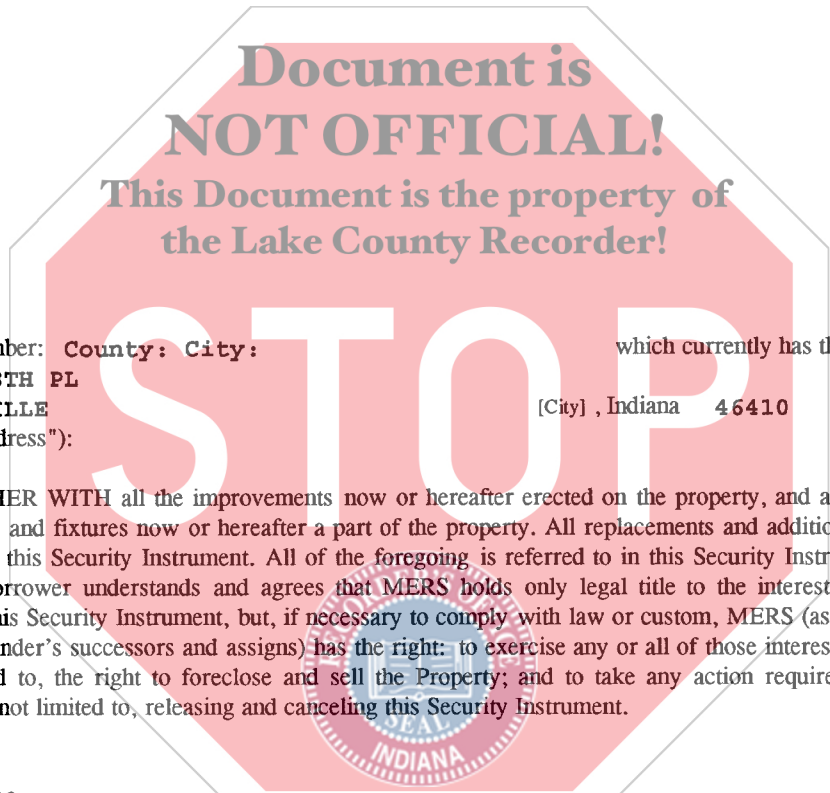 Document is
NOT OFFICIAL!
This Document is the property of
the Lake County Recorder!
STOP
County: City: which currently has
TH PL
[City] , Indiana 46410
WITH all the improvements now or hereafter erected on the property, and
and fixtures now or hereafter a part of the property. All replacements and
this Security Instrument. All of the foregoing is referred to in this Security
understands and agrees that MERS holds only legal title to the
Security Instrument, but, if necessary to comply with law or custom, MERS (as
successors and assigns) has the right: to exercise any or all of those
to, the right to foreclose and sell the Property; and to take any action
not limited to, releasing and canceling this Security Instrument.
RECORDER'S OFFICE
SEAL
INDIANA